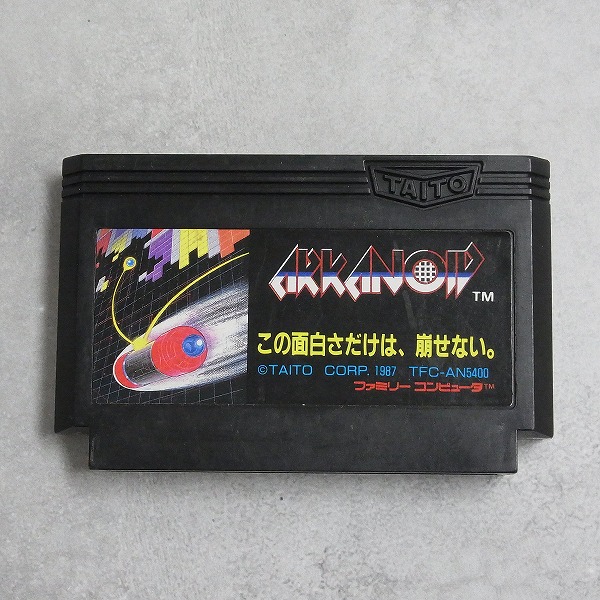 TAITO
ARKANOID
TM
この面白さだけは、崩せない。
©TAITO CORP. 1987 TFC-AN5400
ファミリー コンピュータ™